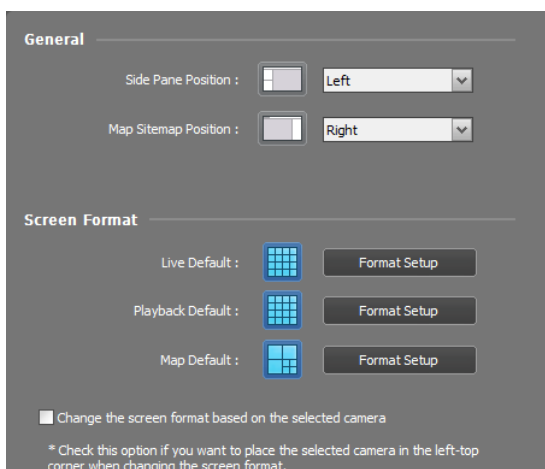 General
Side Pane Position : Left
Map Sitemap Position : Right
Screen Format
Live Default : Format Setup
Playback Default : Format Setup
Map Default : Format Setup
Change the screen format based on the selected camera
* Check this option if you want to place the selected camera in the left-top
corner when changing the screen format.